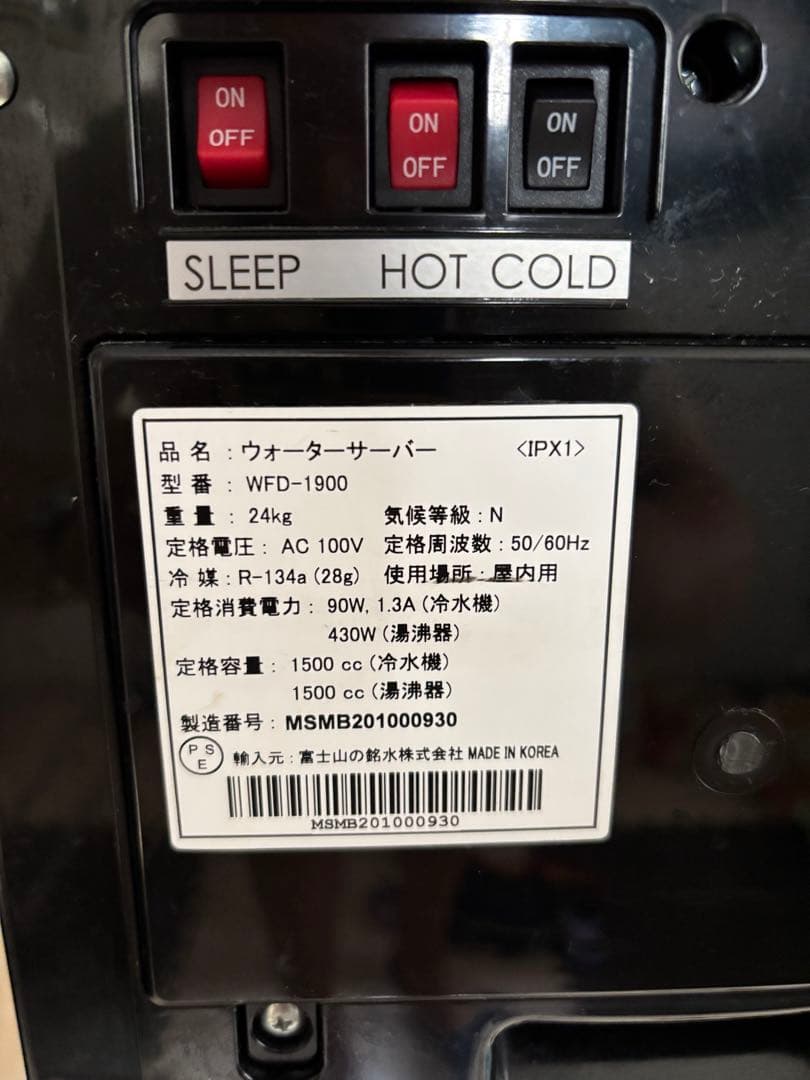 ON ON ON
OFF OFF OFF
SLEEP HOT COLD
品名：ウォーターサーバー <IPX1>
型番：WFD-1900
重量：24kg 気候等級：N
定格電圧：AC 100V 定格周波数：50/60Hz
冷媒：R-134a (28g) 使用場所：屋内用
定格消費電力：90W, 1.3A (冷水機)
430W (湯沸器)
定格容量：1500 cc (冷水機)
1500 cc (湯沸器)
製造番号：MSMB201000930
PSE 輸入元：富士山の銘水株式会社 MADE IN KOREA
MSMB201000930